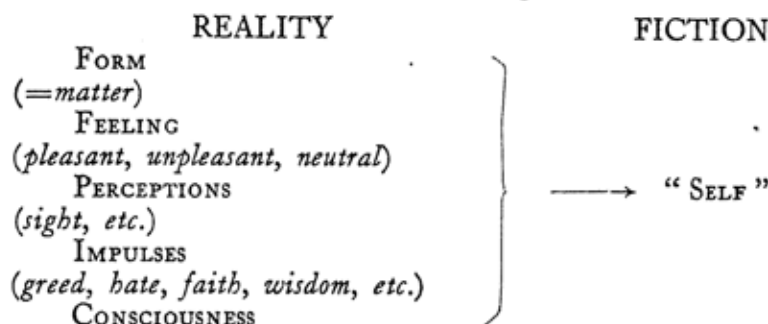 REALITY FICTION
FORM
(=matter)
FEELING
(pleasant, unpleasant, neutral)
PERCEPTIONS
(sight, etc.)
→ “ SELF ”
IMPULSES
(greed, hate, faith, wisdom, etc.)
CONSCIOUSNESS